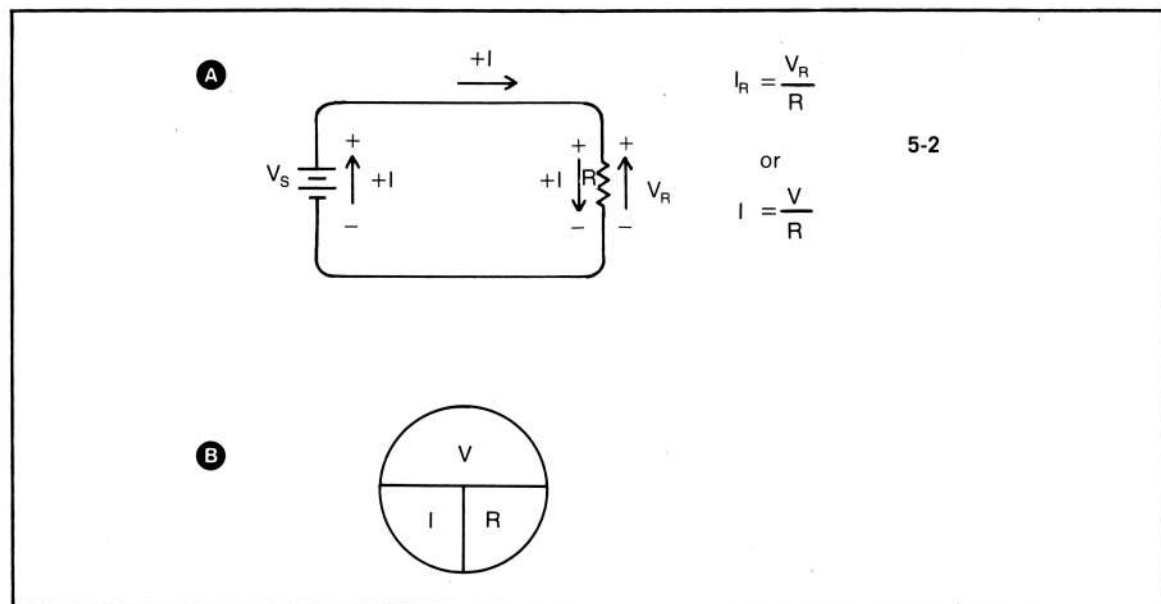 A
+I
I_R = V_R / R
V_S
+
+I
−
+
+I
−
R
+
V_R
−
or
5-2
I = V / R
B
V
I
R